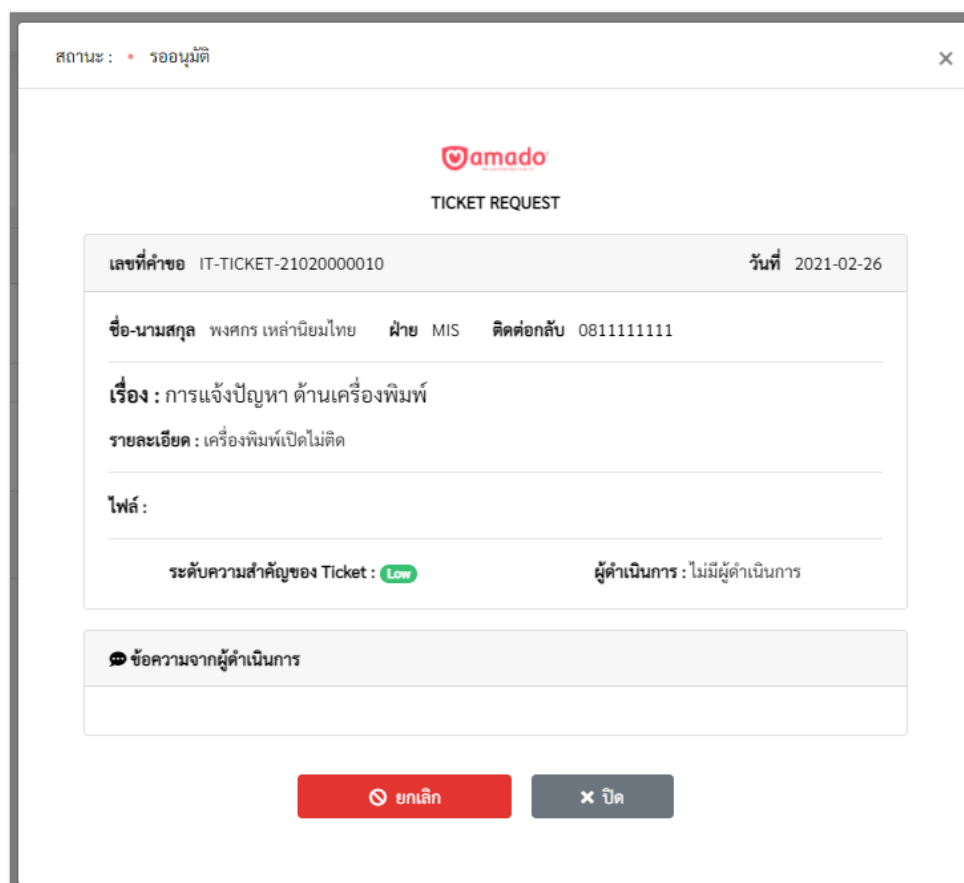 สถานะ : รออนุมัติ
amado
TICKET REQUEST
เลขที่คำขอ IT-TICKET-21020000010 วันที่ 2021-02-26
ชื่อ-นามสกุล พงศกร เหล่านิยมไทย ฝ่าย MIS ติดต่อกลับ 0811111111
เรื่อง : การแจ้งปัญหา ด้านเครื่องพิมพ์
รายละเอียด : เครื่องพิมพ์เปิดไม่ติด
ไฟล์ :
ระดับความสำคัญของ Ticket : Low ผู้ดำเนินการ : ไม่มีผู้ดำเนินการ
ข้อความจากผู้ดำเนินการ
ยกเลิก ปิด